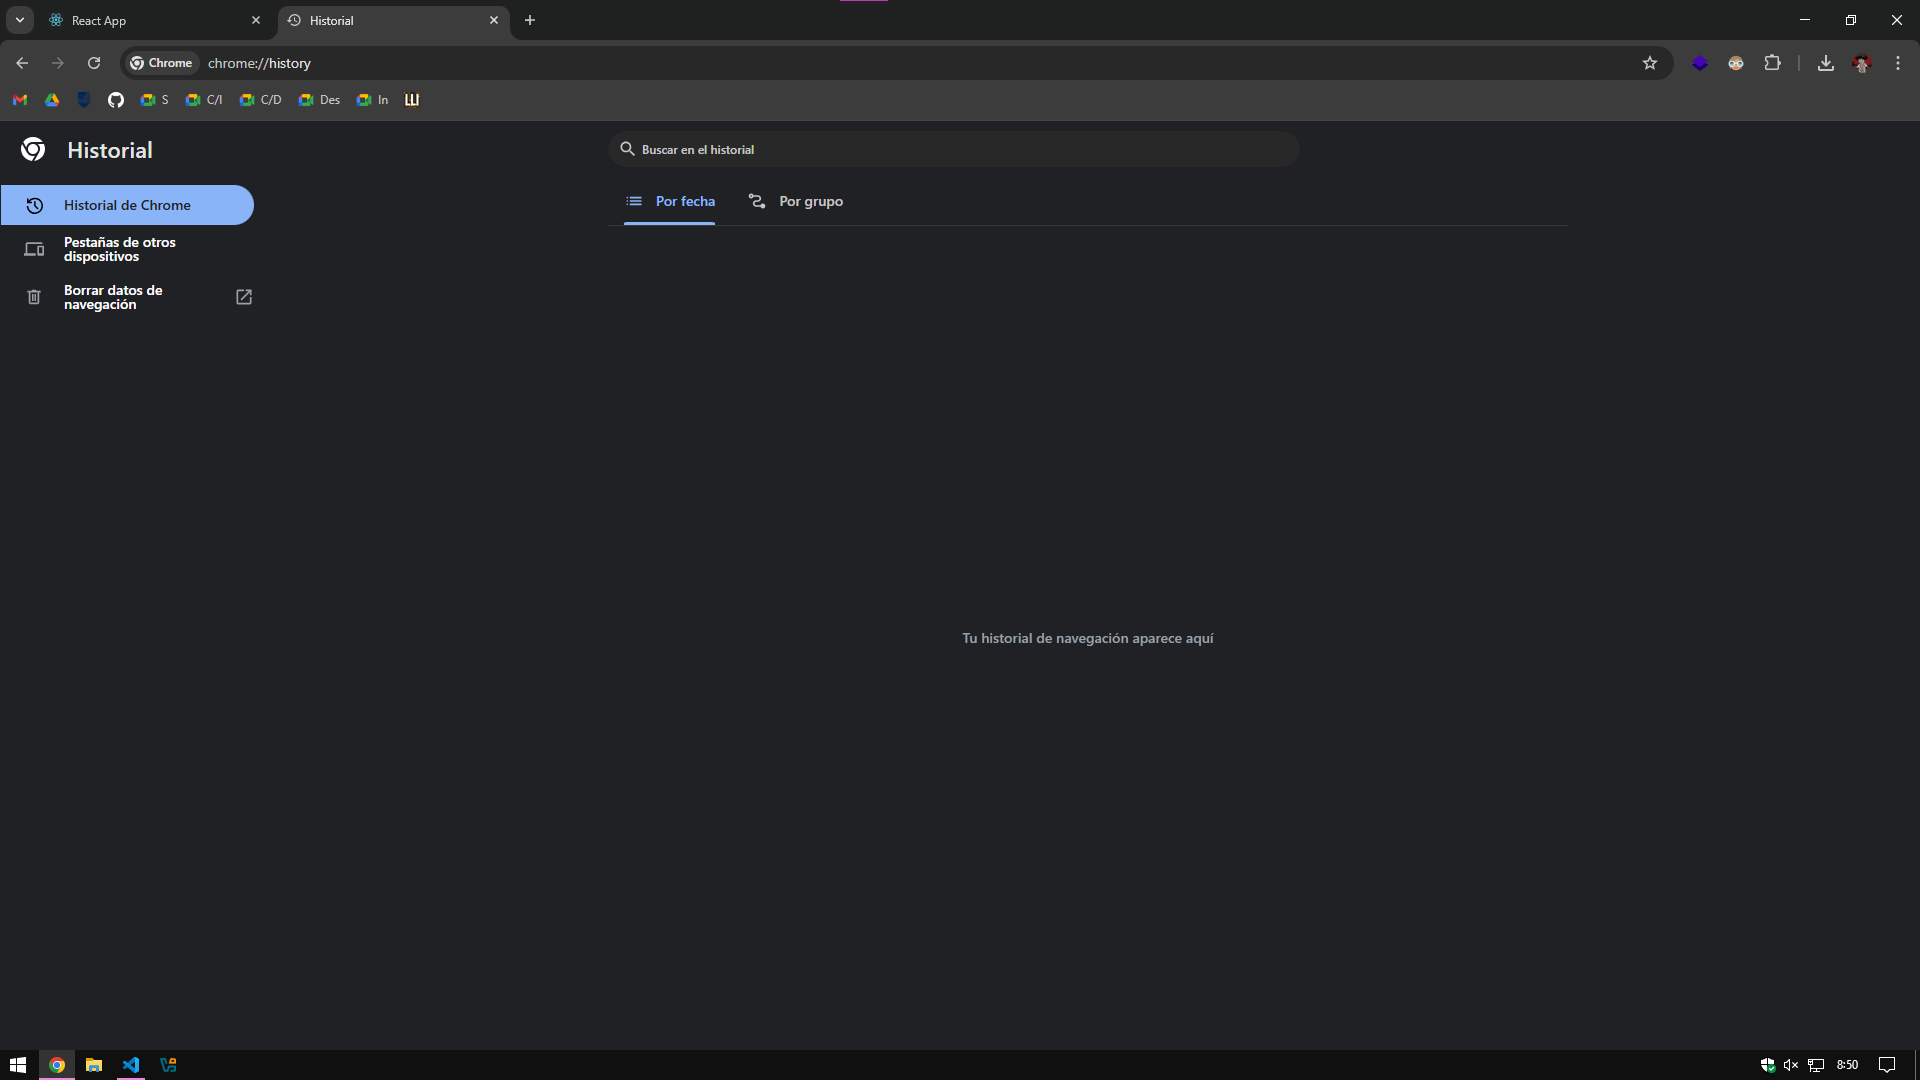 React App
Historial
Chrome
chrome://history
S
C/I
C/D
Des
In
Historial
Buscar en el historial
Historial de Chrome
Por fecha
Por grupo
Pestañas de otros
dispositivos
Borrar datos de
navegación
Tu historial de navegación aparece aquí
8:50